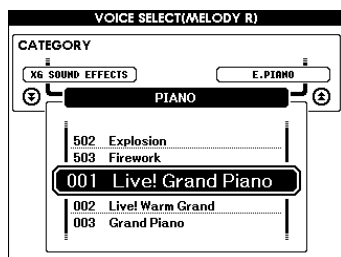 VOICE SELECT(MELODY R)
CATEGORY
XG SOUND EFFECTS
E.PIANO
PIANO
502 Explosion
503 Firework
001 Live! Grand Piano
002 Live! Warm Grand
003 Grand Piano